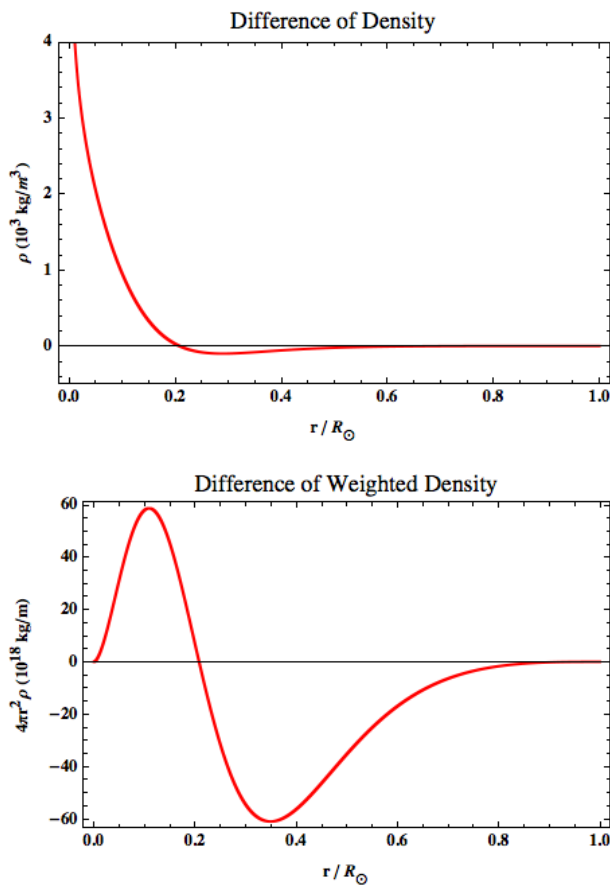 Difference of Density
4
3
2
1
0
ρ (10³ kg/m³)
0.0 0.2 0.4 0.6 0.8 1.0
r / R☉
Difference of Weighted Density
60
40
20
0
−20
−40
−60
4πr² ρ (10¹⁸ kg/m)
0.0 0.2 0.4 0.6 0.8 1.0
r / R☉